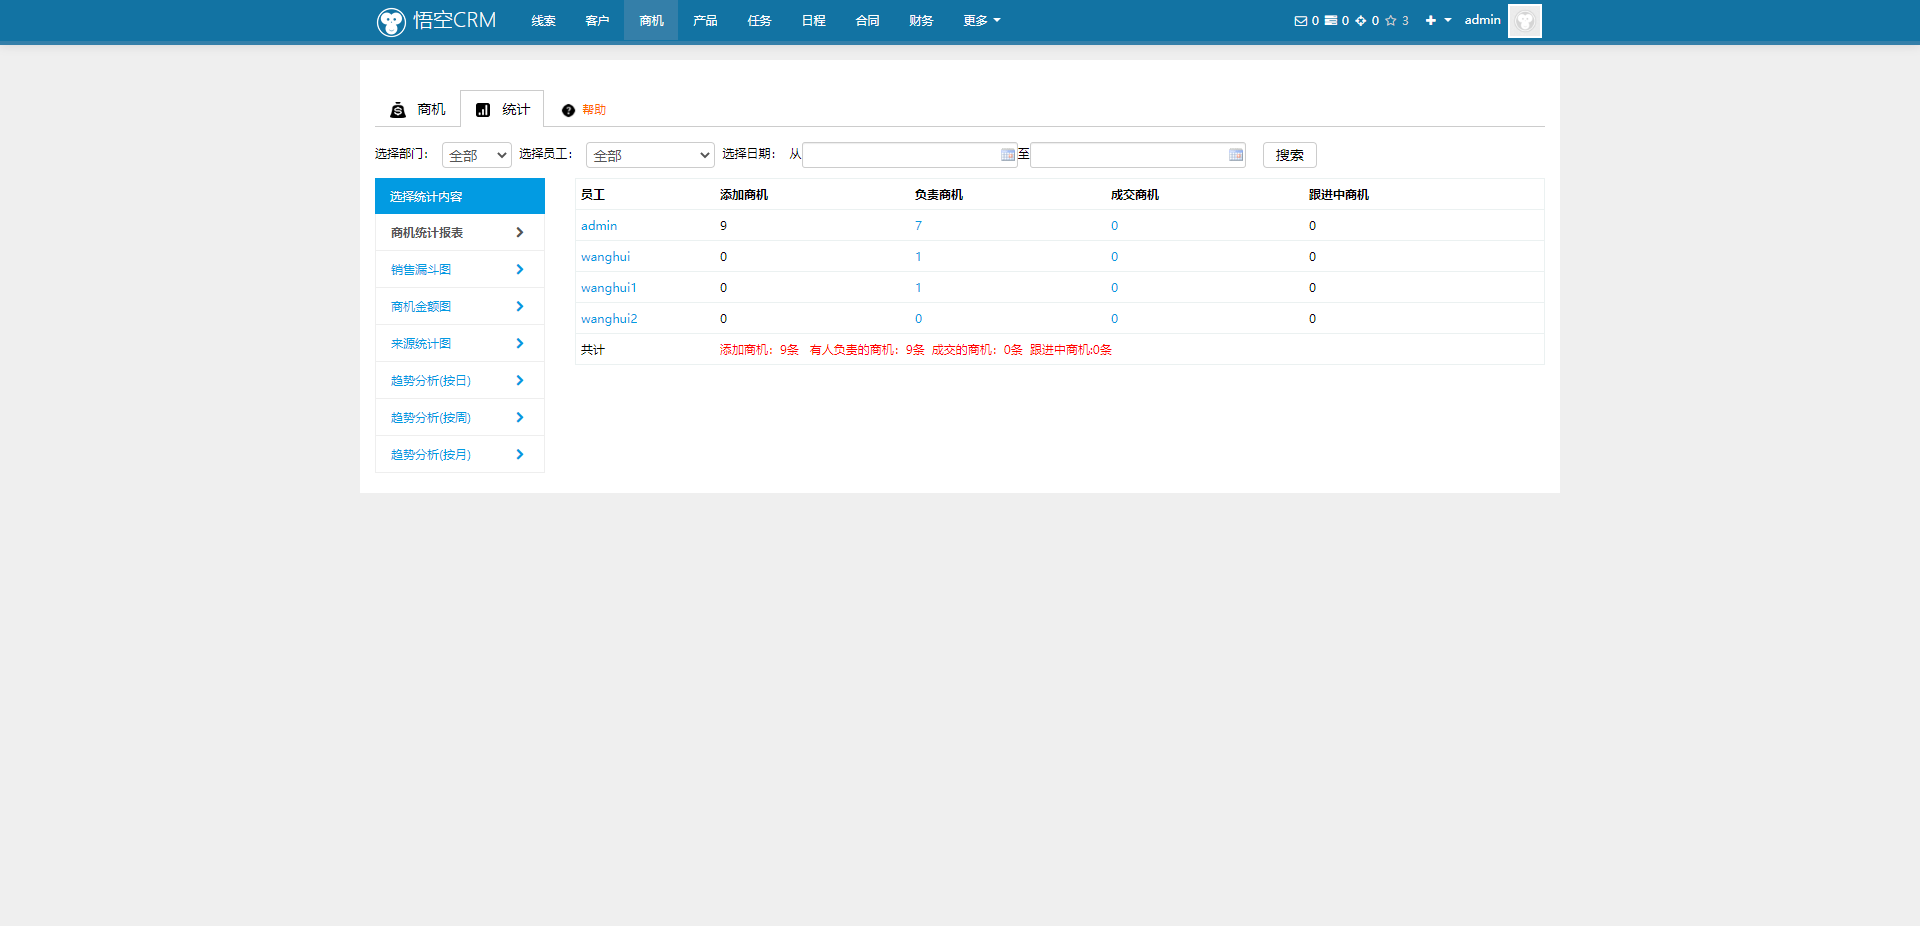 悟空CRM 线索 客户 商机 产品 任务 日程 合同 财务 更多 0 0 0 3 admin
商机 统计 帮助
选择部门： 全部 选择员工： 全部 选择日期： 从 至 搜索
选择统计内容
商机统计报表
销售漏斗图
商机金额图
来源统计图
趋势分析(按日)
趋势分析(按周)
趋势分析(按月)
员工 添加商机 负责商机 成交商机 跟进中商机
admin 9 7 0 0
wanghui 0 1 0 0
wanghui1 0 1 0 0
wanghui2 0 0 0 0
共计 添加商机：9条 有人负责的商机：9条 成交的商机：0条 跟进中商机:0条